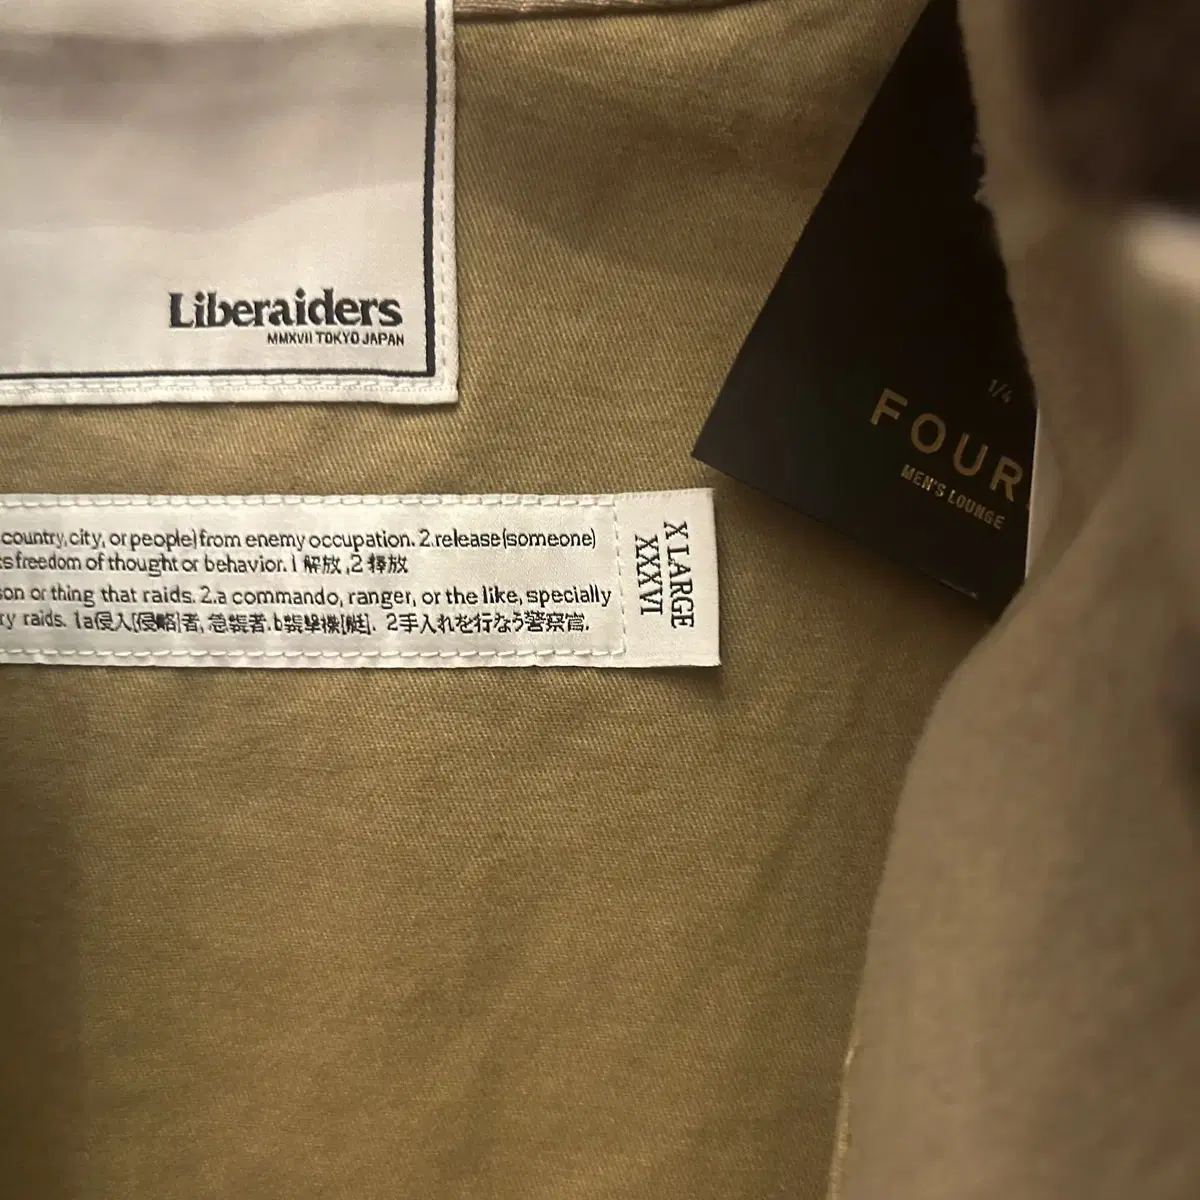 Liberaiders
MMXVII TOKYO JAPAN
country, city, or people) from enemy occupation. 2.release(someone)
s freedom of thought or behavior. 1 解放 ,2 釋放
son or thing that raids. 2.a commando, ranger, or the like, specially
ry raids. 1a侵入[侵略]者, 急襲者.b襲撃機[艇]. 2手入れを行なう警察官.
X LARGE
XXXVI
1/4
FOUR
MEN'S LOUNGE